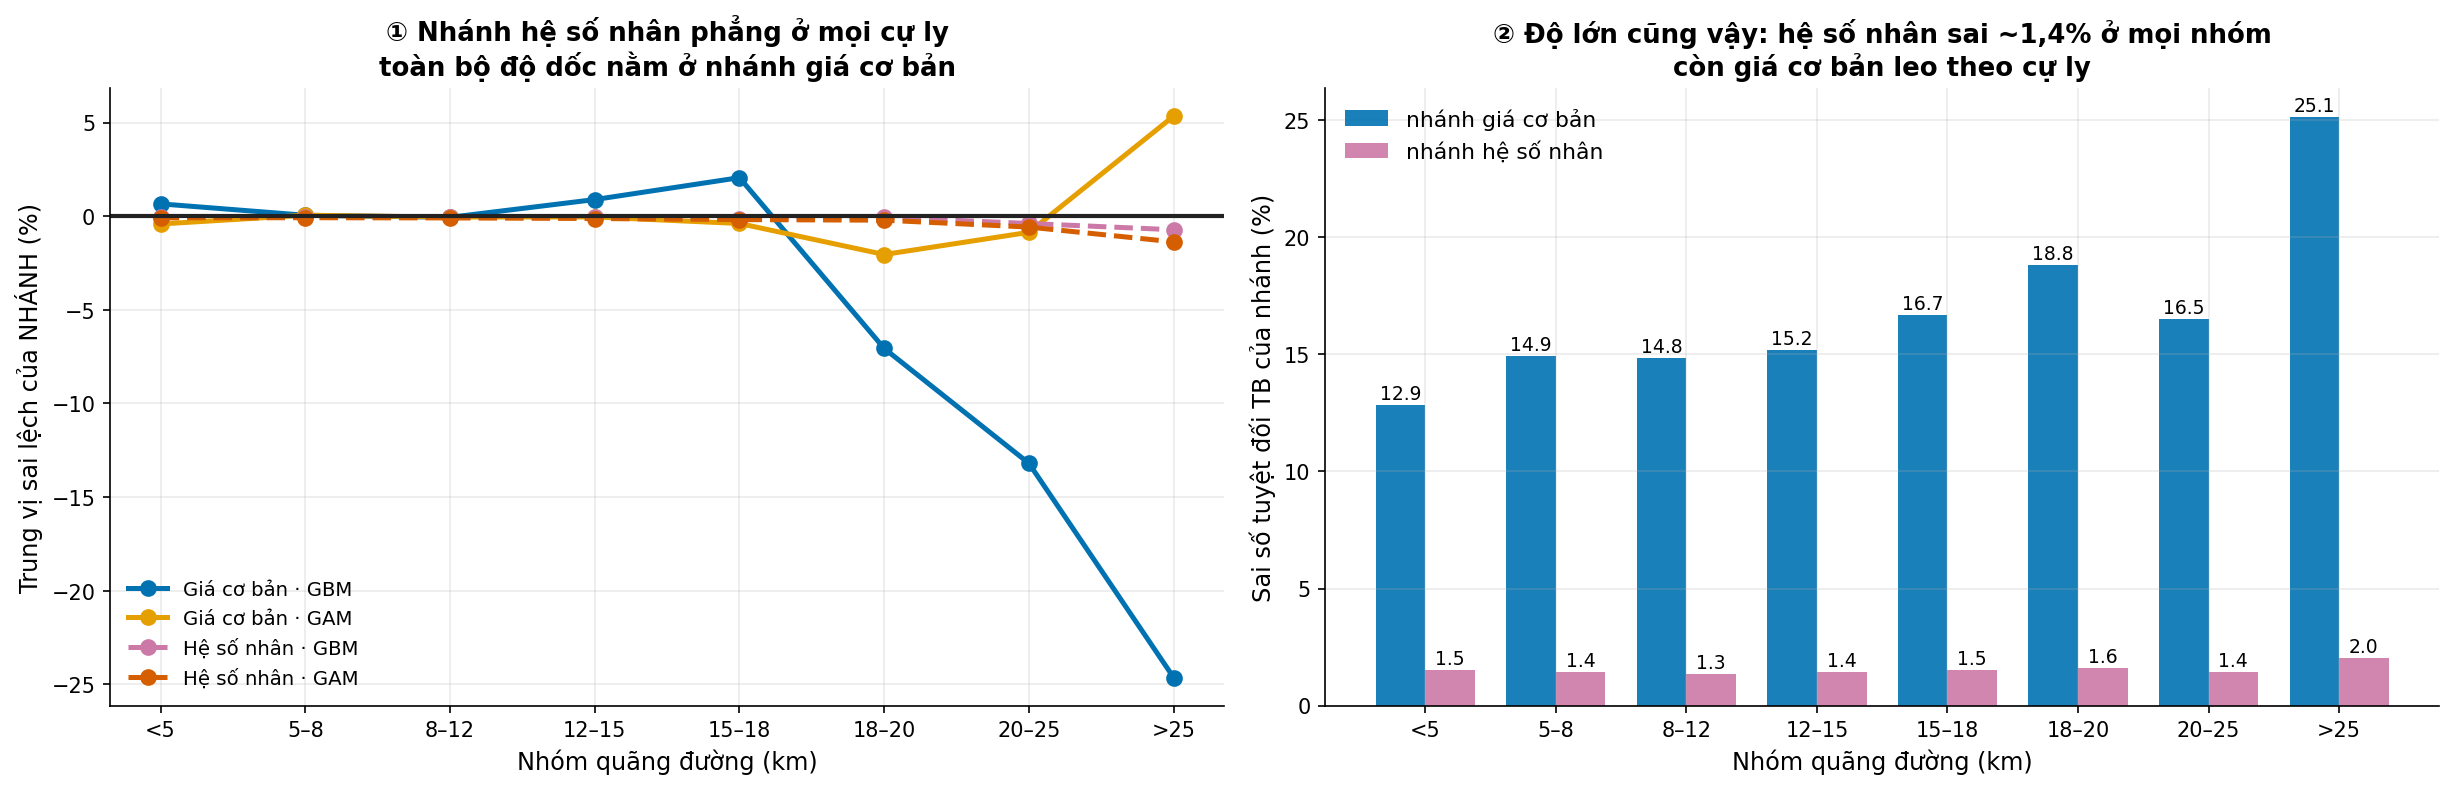 ① Nhánh hệ số nhân phẳng ở mọi cự ly
toàn bộ độ dốc nằm ở nhánh giá cơ bản
Trung vị sai lệch của NHÁNH (%)
5
0
−5
−10
−15
−20
−25
Giá cơ bản · GBM
Giá cơ bản · GAM
Hệ số nhân · GBM
Hệ số nhân · GAM
<5 5–8 8–12 12–15 15–18 18–20 20–25 >25
Nhóm quãng đường (km)
② Độ lớn cũng vậy: hệ số nhân sai ~1,4% ở mọi nhóm
còn giá cơ bản leo theo cự ly
Sai số tuyệt đối TB của nhánh (%)
25
20
15
10
5
0
nhánh giá cơ bản
nhánh hệ số nhân
12.9 14.9 14.8 15.2 16.7 18.8 16.5 25.1
1.5 1.4 1.3 1.4 1.5 1.6 1.4 2.0
<5 5–8 8–12 12–15 15–18 18–20 20–25 >25
Nhóm quãng đường (km)